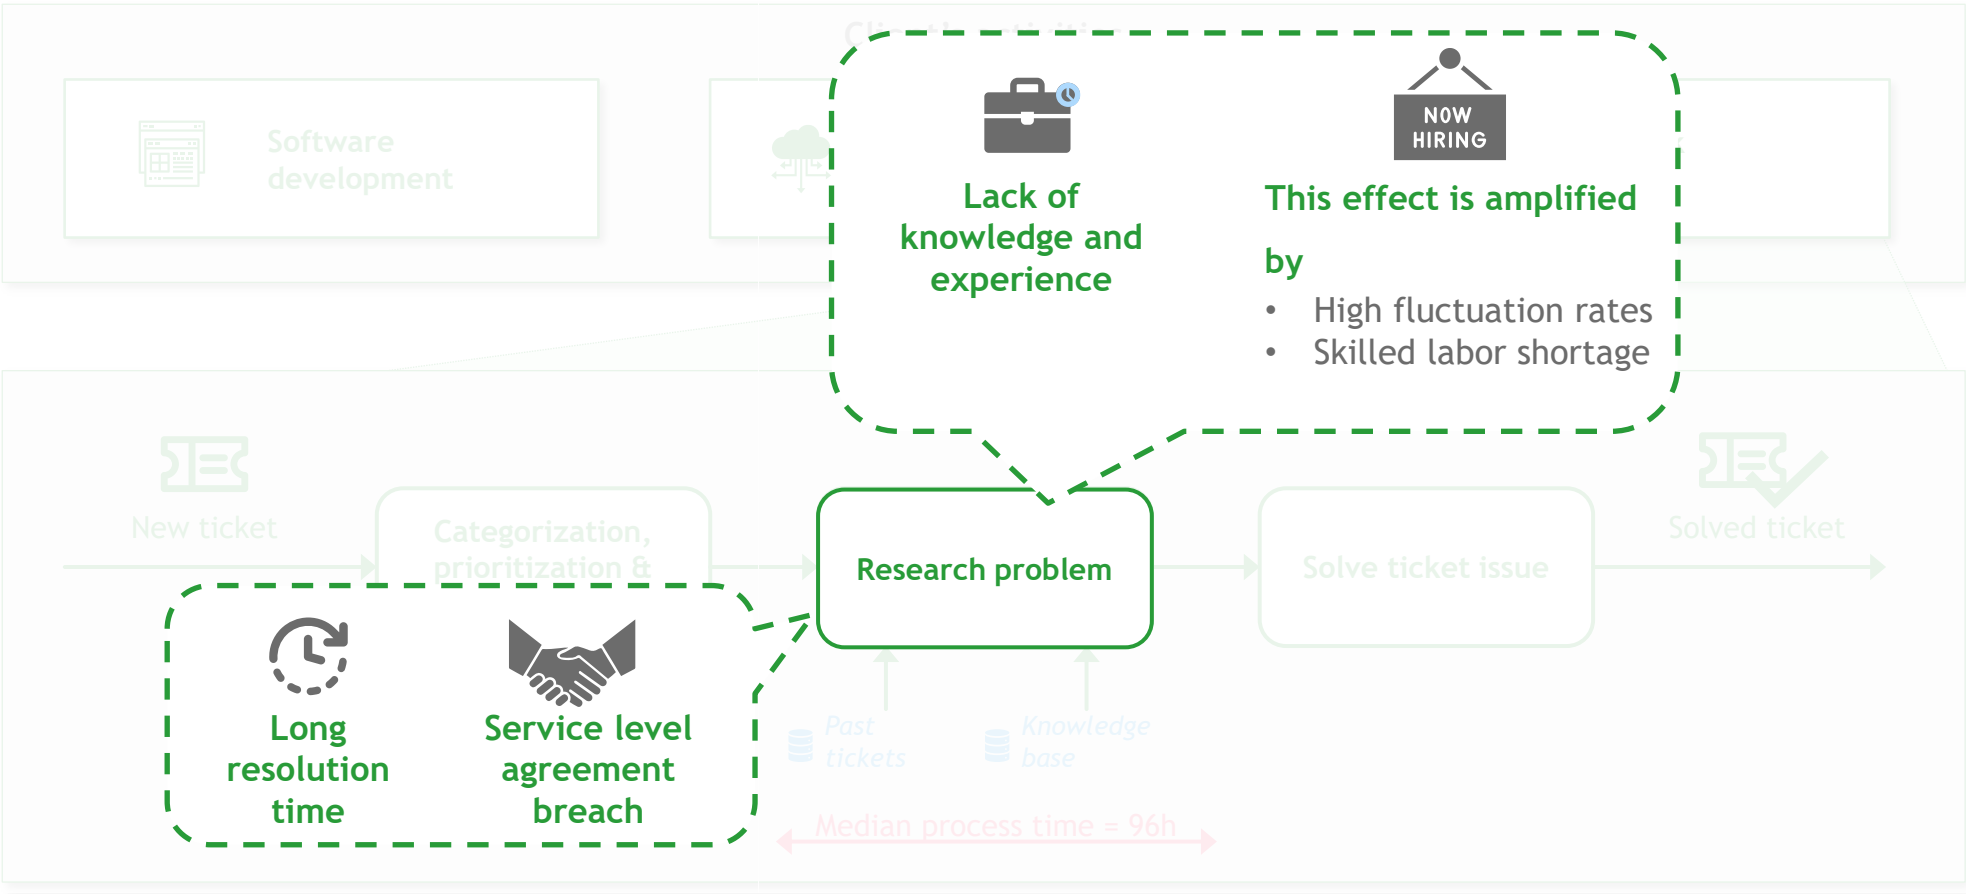 Software
development
NOW
HIRING
Lack of
knowledge and
experience
This effect is amplified
by
• High fluctuation rates
• Skilled labor shortage
New ticket
Categorization,
prioritization &
Research problem
Solve ticket issue
Solved ticket
Long
resolution
time
Service level
agreement
breach
Past
tickets
Knowledge
base
Median process time = 96h